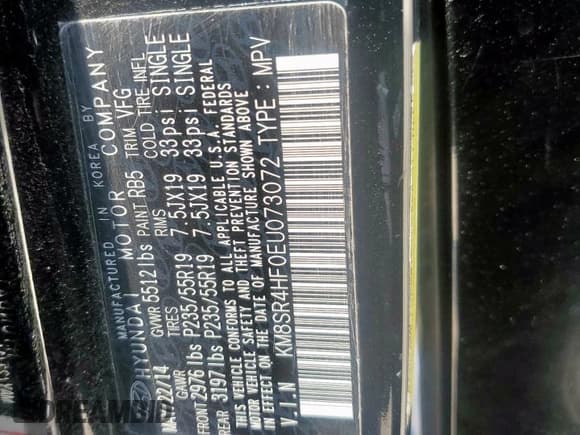 MANUFACTURED IN KOREA BY
HYUNDAI MOTOR COMPANY
02/14 GVWR 5512 lbs PAINT RB5 TRIM VFG
GAWR TIRES RIMS COLD TIRE INFL.
FRONT 2976 lbs P235/55R19 7.5JX19 33psi SINGLE
REAR 3197 lbs P235/55R19 7.5JX19 33psi SINGLE
THIS VEHICLE CONFORMS TO ALL APPLICABLE U.S.A. FEDERAL
MOTOR VEHICLE SAFETY AND THEFT PREVENTION STANDARDS
IN EFFECT ON THE DATE OF MANUFACTURE SHOWN ABOVE
V.I.N KM8SR4HF0EU073072 TYPE : MPV
DREAMBID